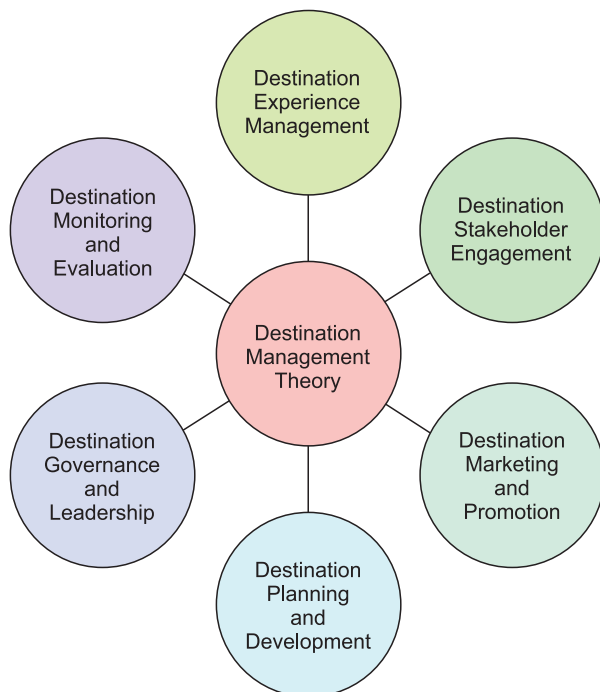 Destination
Experience
Management
Destination
Stakeholder
Engagement
Destination
Marketing
and
Promotion
Destination
Planning
and
Development
Destination
Governance
and
Leadership
Destination
Monitoring
and
Evaluation
Destination
Management
Theory